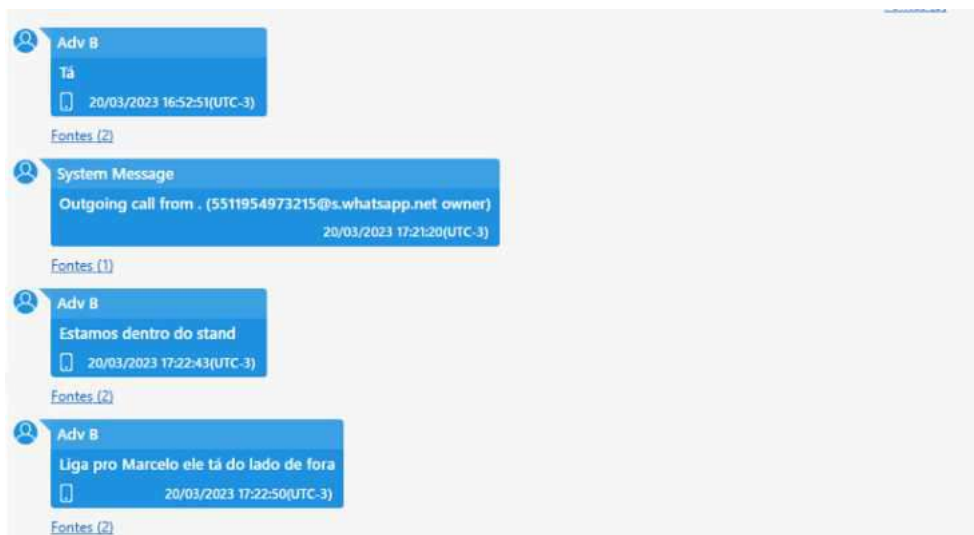 Adv B
Tá
20/03/2023 16:52:51(UTC-3)
Fontes (2)
System Message
Outgoing call from . (5511954973215@s.whatsapp.net owner)
20/03/2023 17:21:20(UTC-3)
Fontes (1)
Adv B
Estamos dentro do stand
20/03/2023 17:22:43(UTC-3)
Fontes (2)
Adv B
Liga pro Marcelo ele tá do lado de fora
20/03/2023 17:22:50(UTC-3)
Fontes (2)